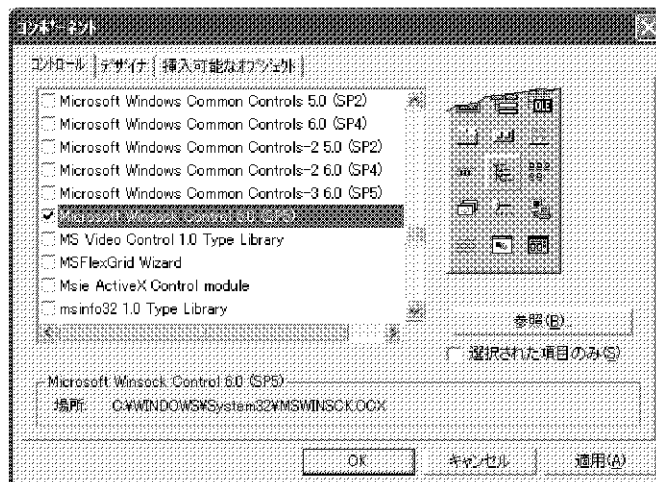 コンポーネント
コントロール デザイナ 挿入可能なオブジェクト
Microsoft Windows Common Controls 5.0 (SP2)
Microsoft Windows Common Controls 6.0 (SP4)
Microsoft Windows Common Controls-2 5.0 (SP2)
Microsoft Windows Common Controls-2 6.0 (SP4)
Microsoft Windows Common Controls-3 6.0 (SP5)
Microsoft Winsock Control 6.0 (SP5)
MS Video Control 1.0 Type Library
MSFlexGrid Wizard
Msie ActiveX Control module
msinfo32 1.0 Type Library
参照(B)...
選択された項目のみ(S)
Microsoft Winsock Control 6.0 (SP5)
場所: C:¥WINDOWS¥System32¥MSWINSCK.OCX
OK キャンセル 適用(A)